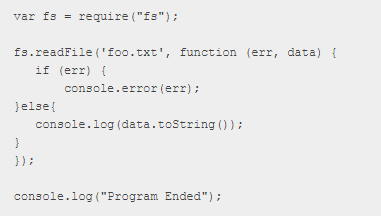 var fs = require("fs");

fs.readFile('foo.txt', function (err, data) {
   if (err) {
       console.error(err);
}else{
   console.log(data.toString());
}
});

console.log("Program Ended");